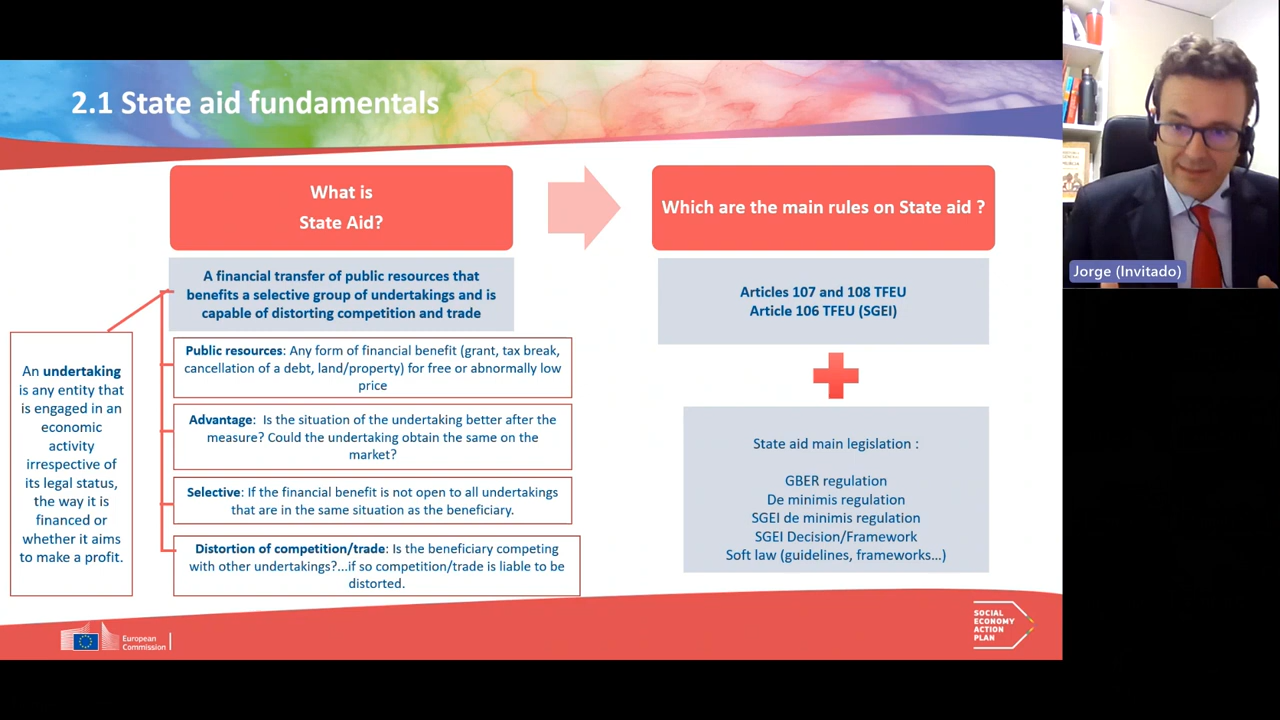 2.1 State aid fundamentals
What is
State Aid?
A financial transfer of public resources that
benefits a selective group of undertakings and is
capable of distorting competition and trade
An undertaking
is any entity that
is engaged in an
economic
activity
irrespective of
its legal status,
the way it is
financed or
whether it aims
to make a profit.
Public resources: Any form of financial benefit (grant, tax break,
cancellation of a debt, land/property) for free or abnormally low
price
Advantage:  Is the situation of the undertaking better after the
measure? Could the undertaking obtain the same on the
market?
Selective: If the financial benefit is not open to all undertakings
that are in the same situation as the beneficiary.
Distortion of competition/trade: Is the beneficiary competing
with other undertakings?...if so competition/trade is liable to be
distorted.
Which are the main rules on State aid ?
Articles 107 and 108 TFEU
Article 106 TFEU (SGEI)
State aid main legislation :
GBER regulation
De minimis regulation
SGEI de minimis regulation
SGEI Decision/Framework
Soft law (guidelines, frameworks...)
European
Commission
SOCIAL
ECONOMY
ACTION
PLAN
Jorge (Invitado)